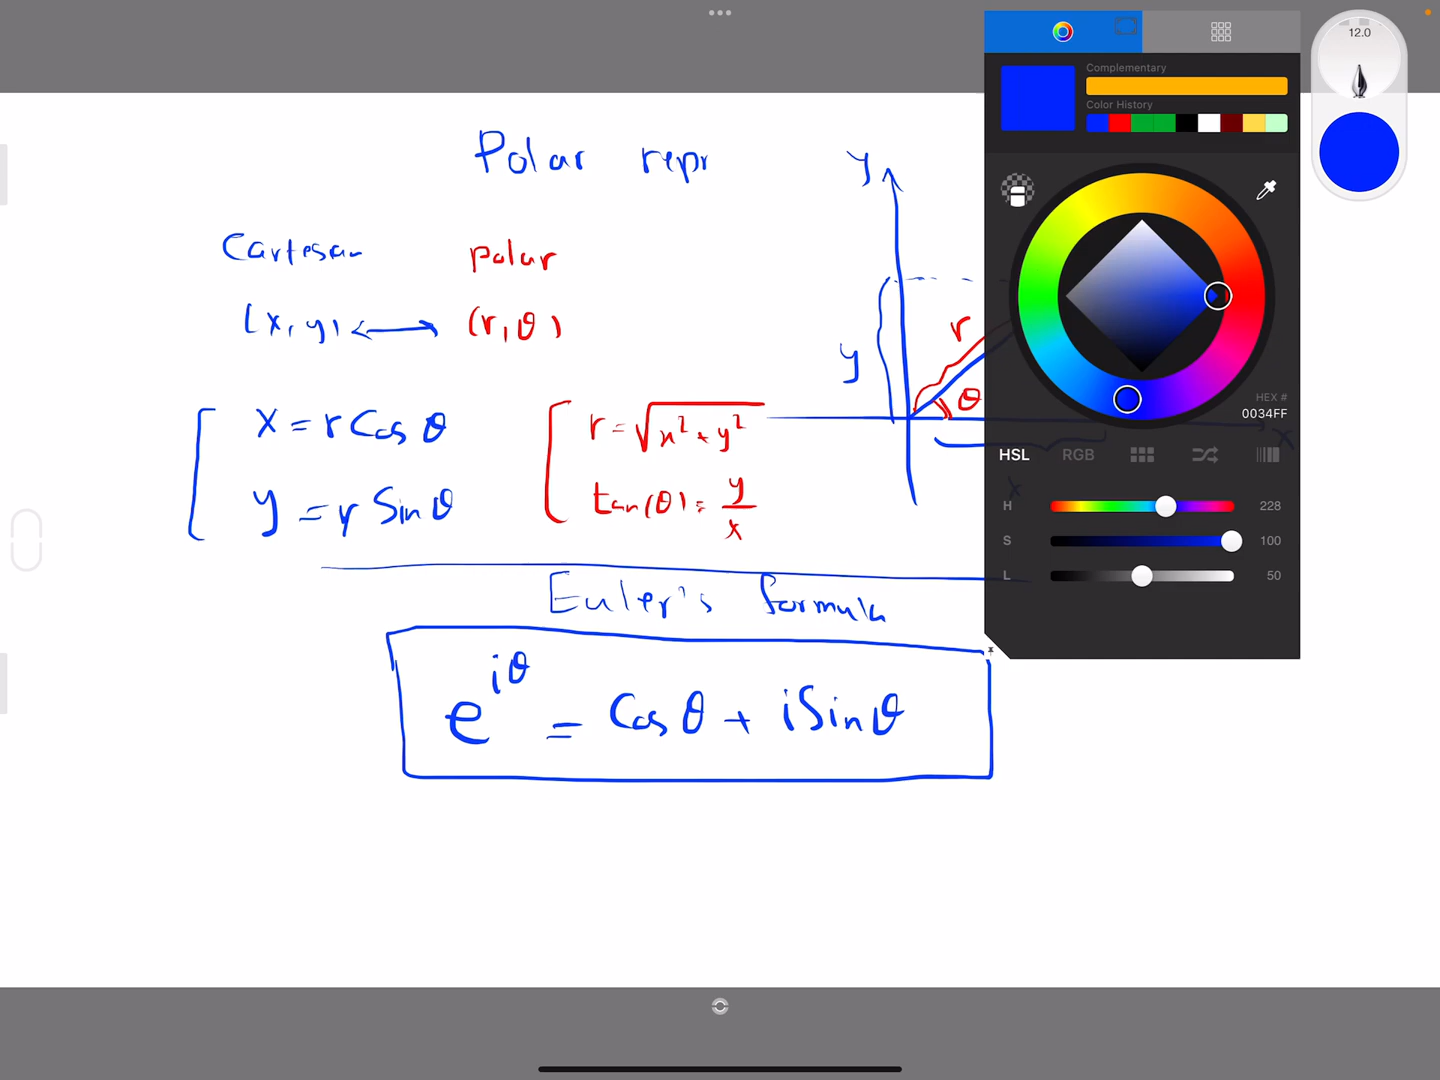 12.0
Complementary
Color History
Polar repr
y
Cartesan polar
(x, y) ⟷ (r, θ)
r
y
θ
x = r Cos θ
r = √x² + y²
HEX #
0034FF
x
HSL RGB
y = r Sin θ
tan(θ) = y/x
x
H 228
S 100
L 50
Euler's formula
e^{iθ} = Cos θ + i Sin θ